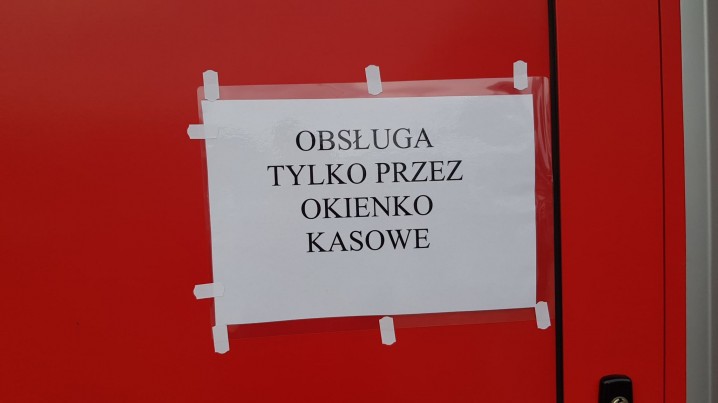 OBSŁUGA
TYLKO PRZEZ
OKIENKO
KASOWE